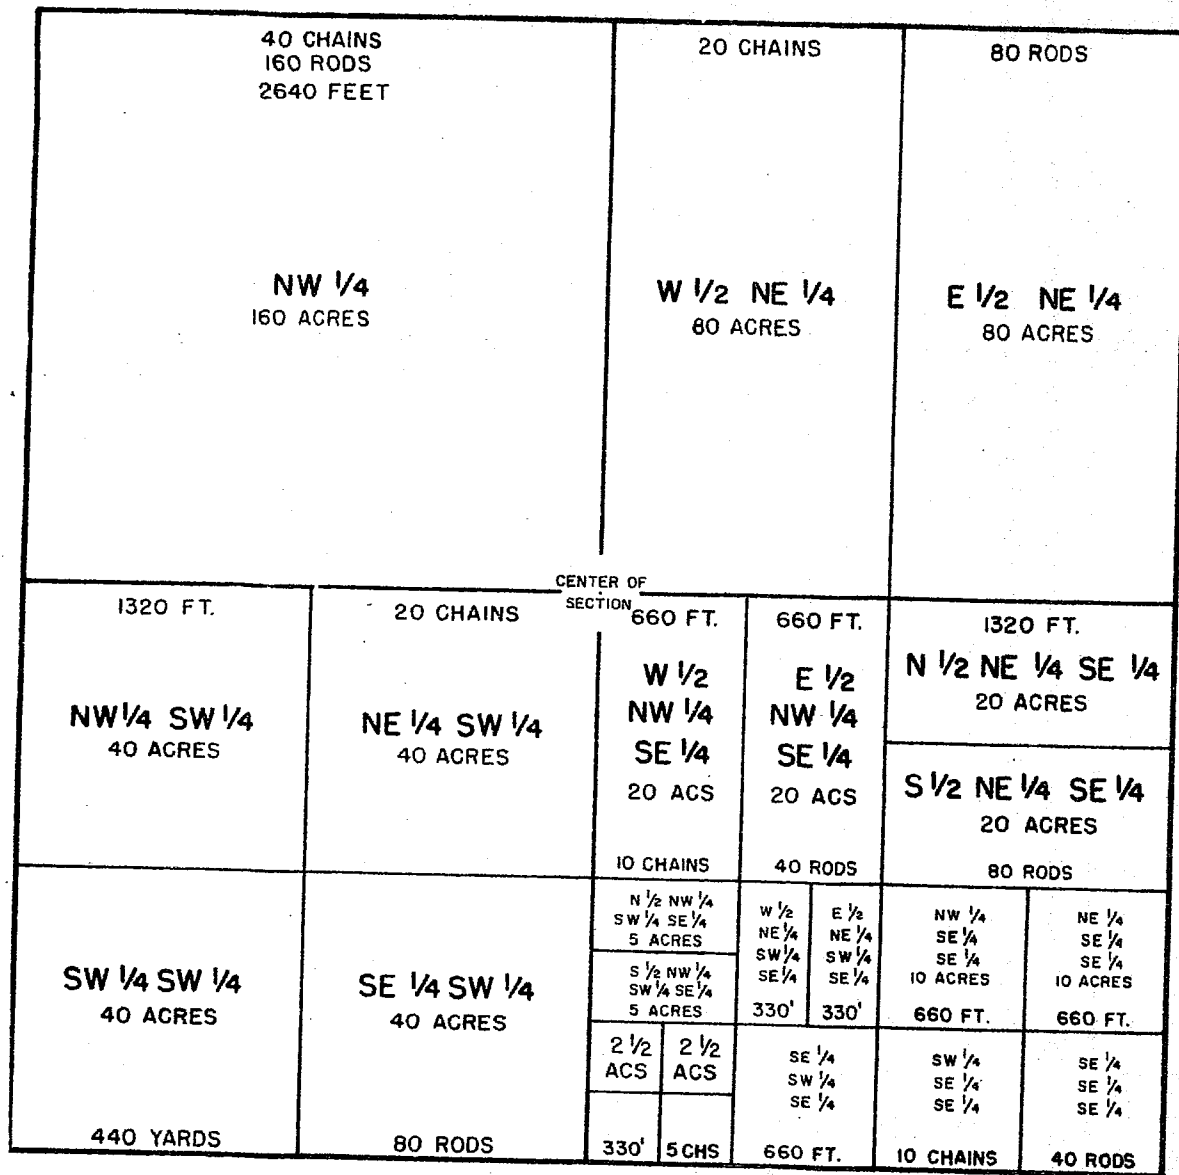 40 CHAINS
160 RODS
2640 FEET
NW 1/4
160 ACRES
20 CHAINS
W 1/2 NE 1/4
80 ACRES
80 RODS
E 1/2 NE 1/4
80 ACRES
CENTER OF
SECTION
1320 FT.
NW 1/4 SW 1/4
40 ACRES
20 CHAINS
NE 1/4 SW 1/4
40 ACRES
660 FT.
W 1/2
NW 1/4
SE 1/4
20 ACS
10 CHAINS
660 FT.
E 1/2
NW 1/4
SE 1/4
20 ACS
40 RODS
1320 FT.
N 1/2 NE 1/4 SE 1/4
20 ACRES
S 1/2 NE 1/4 SE 1/4
20 ACRES
80 RODS
SW 1/4 SW 1/4
40 ACRES
440 YARDS
SE 1/4 SW 1/4
40 ACRES
80 RODS
N 1/2 NW 1/4
SW 1/4 SE 1/4
5 ACRES
S 1/2 NW 1/4
SW 1/4 SE 1/4
5 ACRES
W 1/2
NE 1/4
SW 1/4
SE 1/4
330'
E 1/2
NE 1/4
SW 1/4
SE 1/4
330'
NW 1/4
SE 1/4
SE 1/4
10 ACRES
660 FT.
NE 1/4
SE 1/4
SE 1/4
10 ACRES
660 FT.
2 1/2
ACS
2 1/2
ACS
330'
5 CHS
SE 1/4
SW 1/4
SE 1/4
660 FT.
SW 1/4
SE 1/4
SE 1/4
10 CHAINS
SE 1/4
SE 1/4
SE 1/4
40 RODS